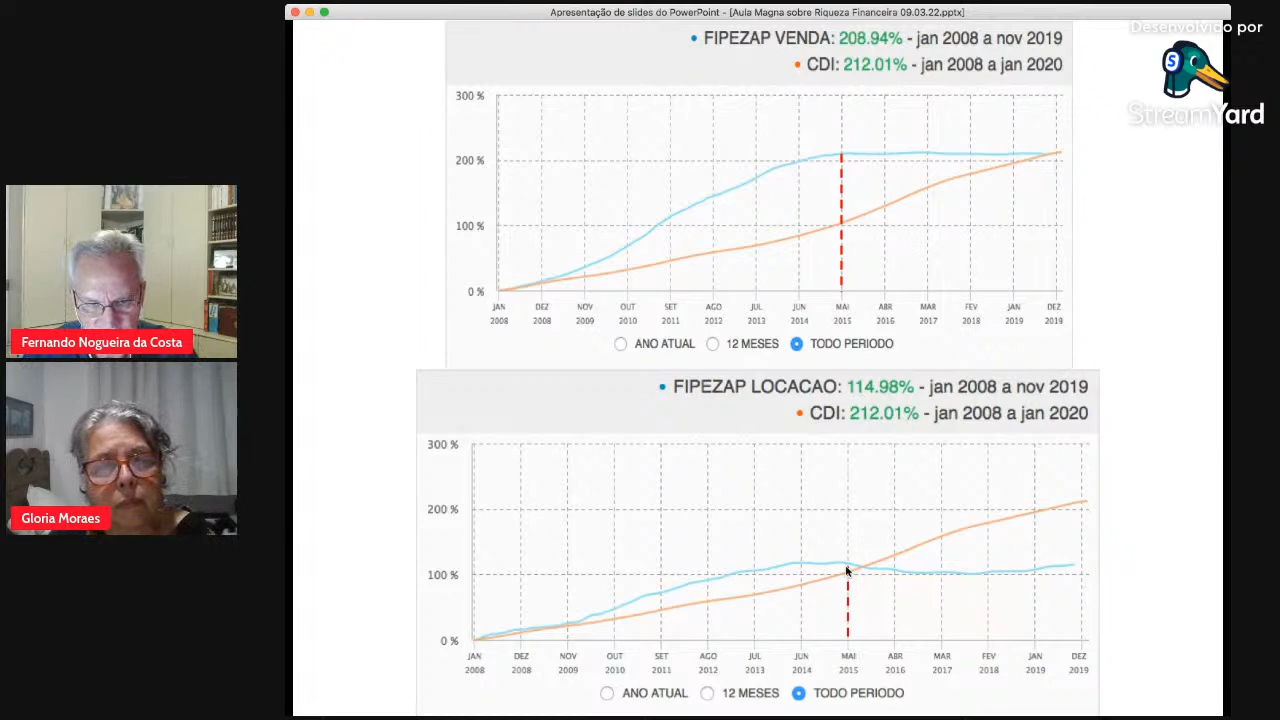 Apresentação de slides do PowerPoint - [Aula Magna sobre Riqueza Financeira 09.03.22.pptx]
Desenvolvido por
S
StreamYard
• FIPEZAP VENDA: 208.94% - jan 2008 a nov 2019
• CDI: 212.01% - jan 2008 a jan 2020
300 %
200 %
100 %
0 %
JAN DEZ NOV OUT SET AGO JUL JUN MAI ABR MAR FEV JAN DEZ
2008 2008 2009 2010 2011 2012 2013 2014 2015 2016 2017 2018 2019 2019
ANO ATUAL 12 MESES TODO PERIODO
Fernando Nogueira da Costa
Gloria Moraes
• FIPEZAP LOCACAO: 114.98% - jan 2008 a nov 2019
• CDI: 212.01% - jan 2008 a jan 2020
300 %
200 %
100 %
0 %
JAN DEZ NOV OUT SET AGO JUL JUN MAI ABR MAR FEV JAN DEZ
2008 2008 2009 2010 2011 2012 2013 2014 2015 2016 2017 2018 2019 2019
ANO ATUAL 12 MESES TODO PERIODO